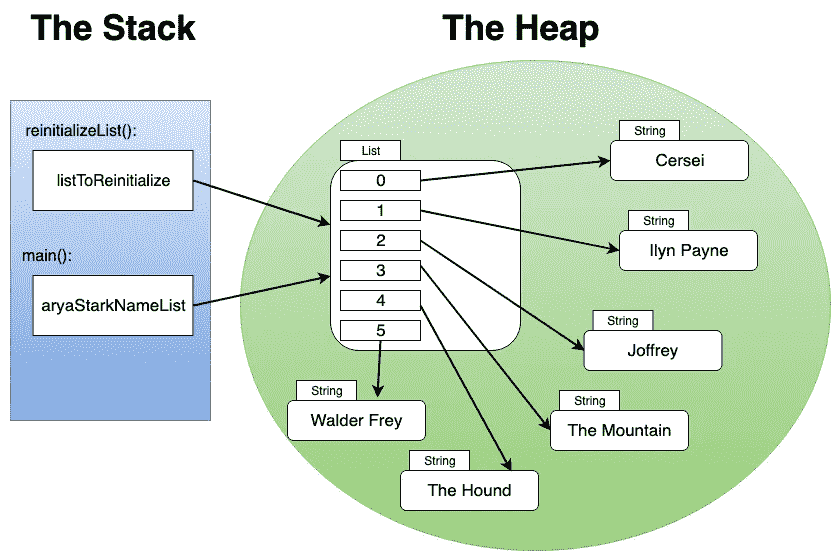 The Stack
The Heap
reinitializeList():
listToReinitialize
main():
aryaStarkNameList
List
0
1
2
3
4
5
String
Cersei
String
Ilyn Payne
String
Joffrey
String
The Mountain
String
The Hound
String
Walder Frey